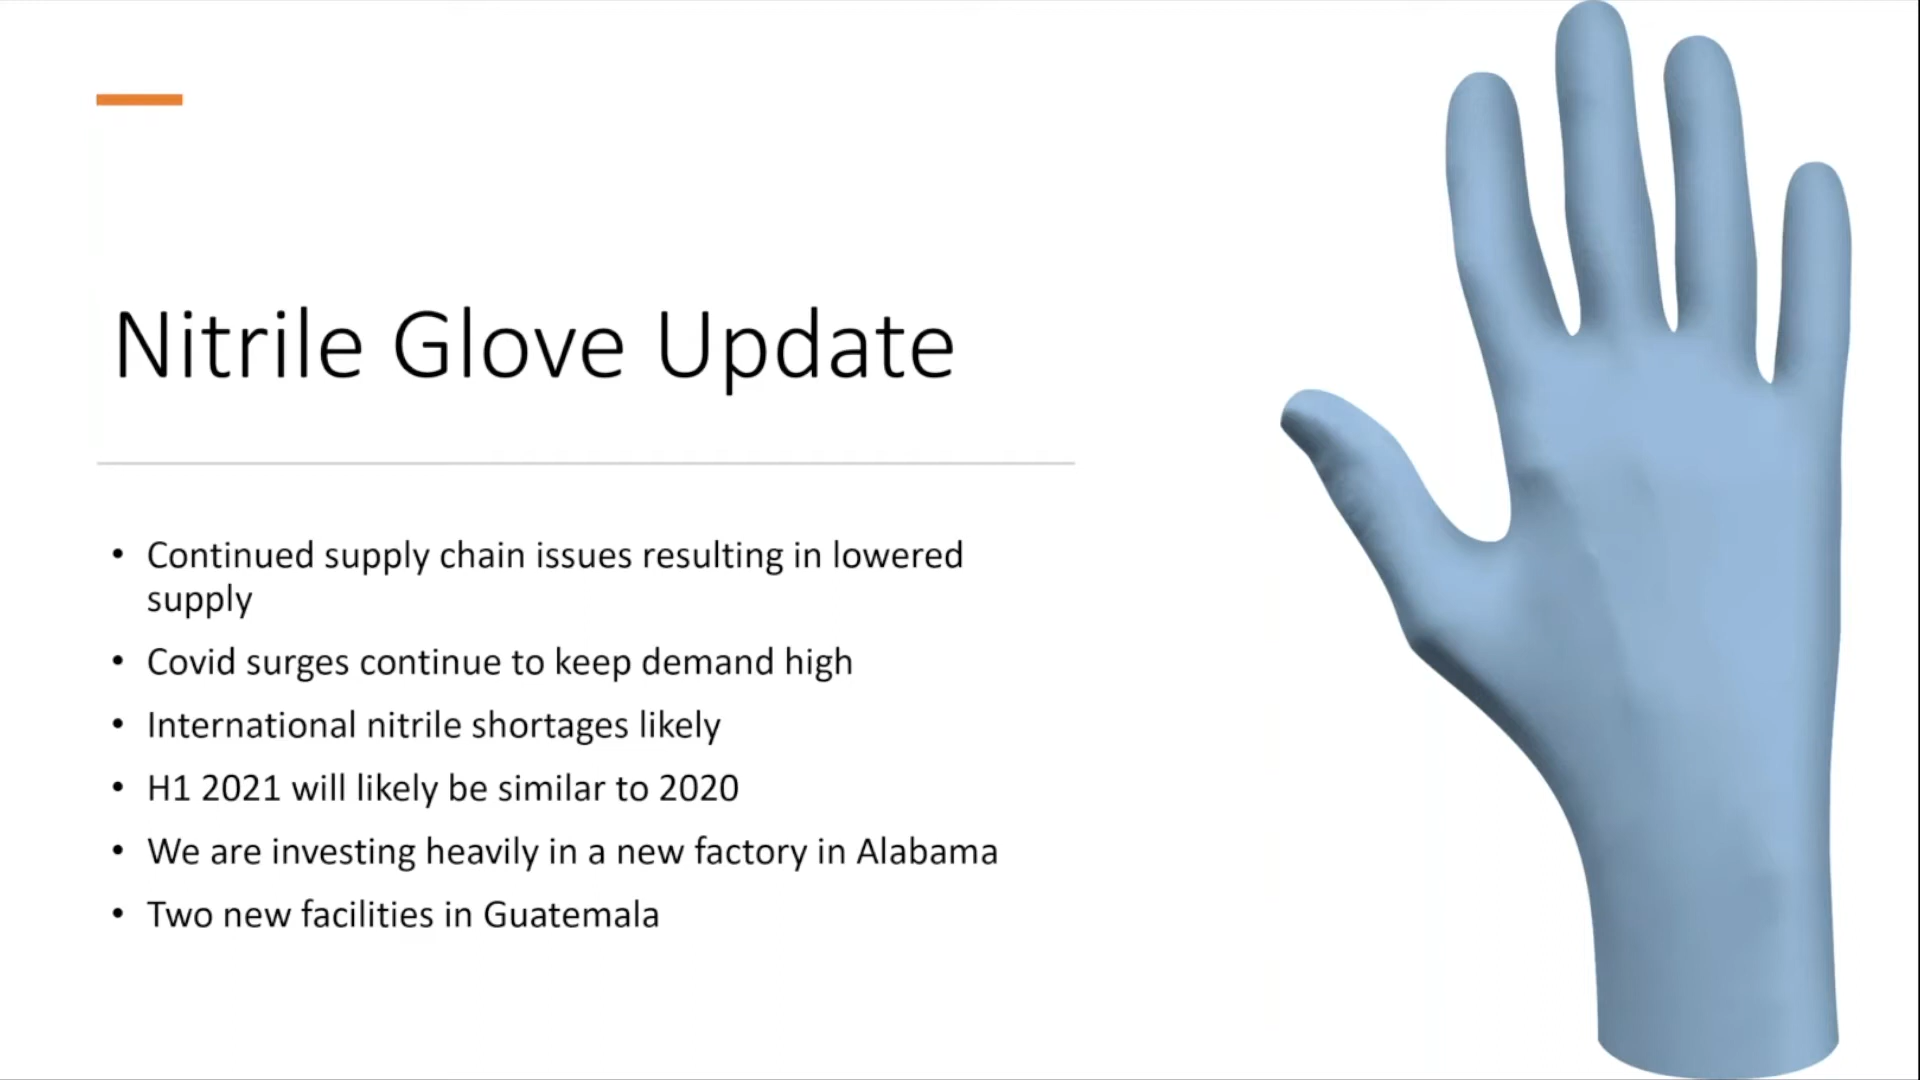 Nitrile Glove Update
• Continued supply chain issues resulting in lowered
supply
• Covid surges continue to keep demand high
• International nitrile shortages likely
• H1 2021 will likely be similar to 2020
• We are investing heavily in a new factory in Alabama
• Two new facilities in Guatemala